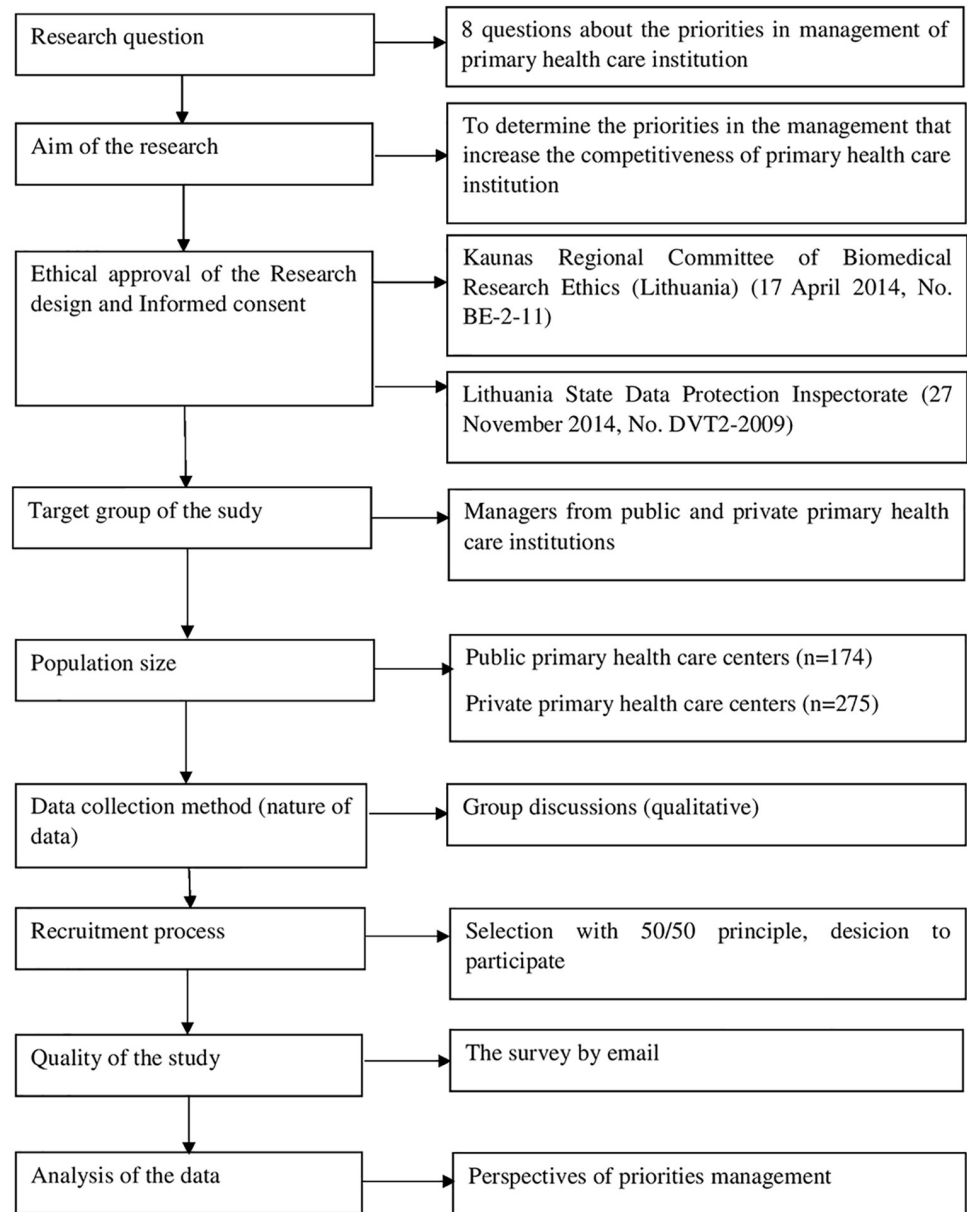 Research question
8 questions about the priorities in management of
primary health care institution
Aim of the research
To determine the priorities in the management that
increase the competitiveness of primary health care
institution
Ethical approval of the Research
design and Informed consent
Kaunas Regional Committee of Biomedical
Research Ethics (Lithuania) (17 April 2014, No.
BE-2-11)
Lithuania State Data Protection Inspectorate (27
November 2014, No. DVT2-2009)
Target group of the sudy
Managers from public and private primary health
care institutions
Population size
Public primary health care centers (n=174)
Private primary health care centers (n=275)
Data collection method (nature of
data)
Group discussions (qualitative)
Recruitment process
Selection with 50/50 principle, desicion to
participate
Quality of the study
The survey by email
Analysis of the data
Perspectives of priorities management